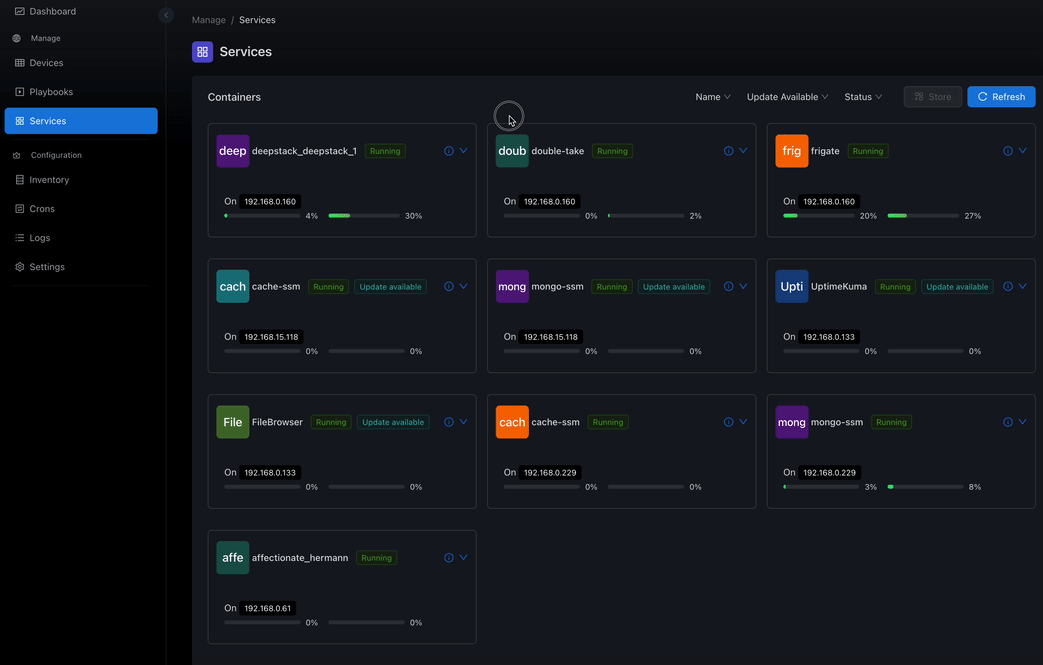 Dashboard
Manage
Devices
Playbooks
Services
Configuration
Inventory
Crons
Logs
Settings
Manage / Services
Services
Containers
Name
Update Available
Status
Store
Refresh
deep deepstack_deepstack_1 Running
On 192.168.0.160
4% 30%
doub double-take Running
On 192.168.0.160
0% 2%
frig frigate Running
On 192.168.0.160
20% 27%
cach cache-ssm Running Update available
On 192.168.15.118
0% 0%
mong mongo-ssm Running Update available
On 192.168.15.118
0% 0%
Upti UptimeKuma Running Update available
On 192.168.0.133
0% 0%
File FileBrowser Running Update available
On 192.168.0.133
0% 0%
cach cache-ssm Running
On 192.168.0.229
0% 0%
mong mongo-ssm Running
On 192.168.0.229
3% 8%
affe affectionate_hermann Running
On 192.168.0.61
0% 0%